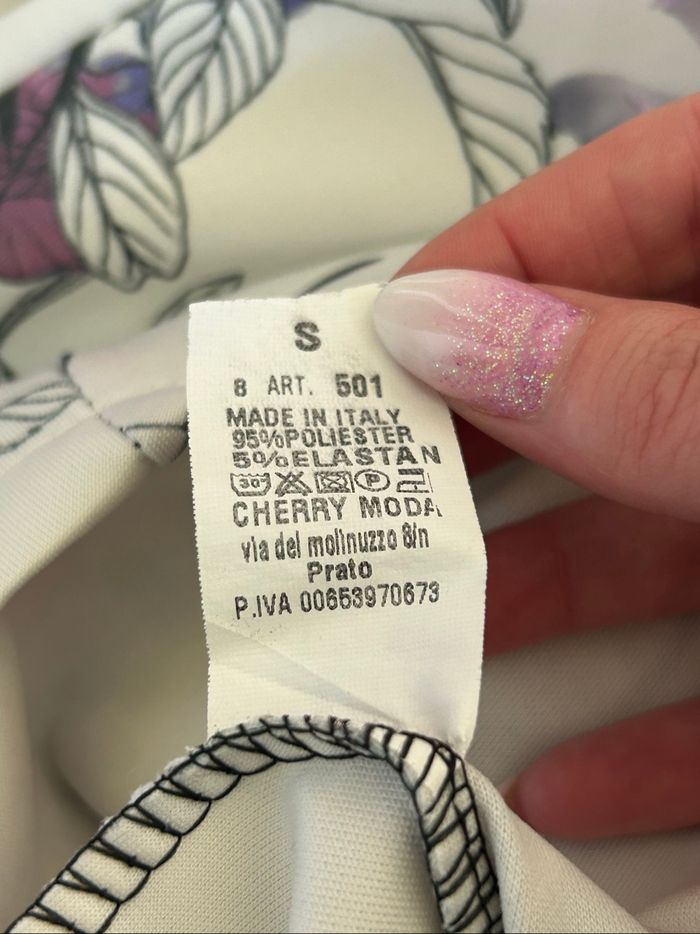 S
8 ART. 501
MADE IN ITALY
95%POLIESTER
5%ELASTAN
30 P
CHERRY MODA
via del molinuzzo 8/n
Prato
P.IVA 00653970673